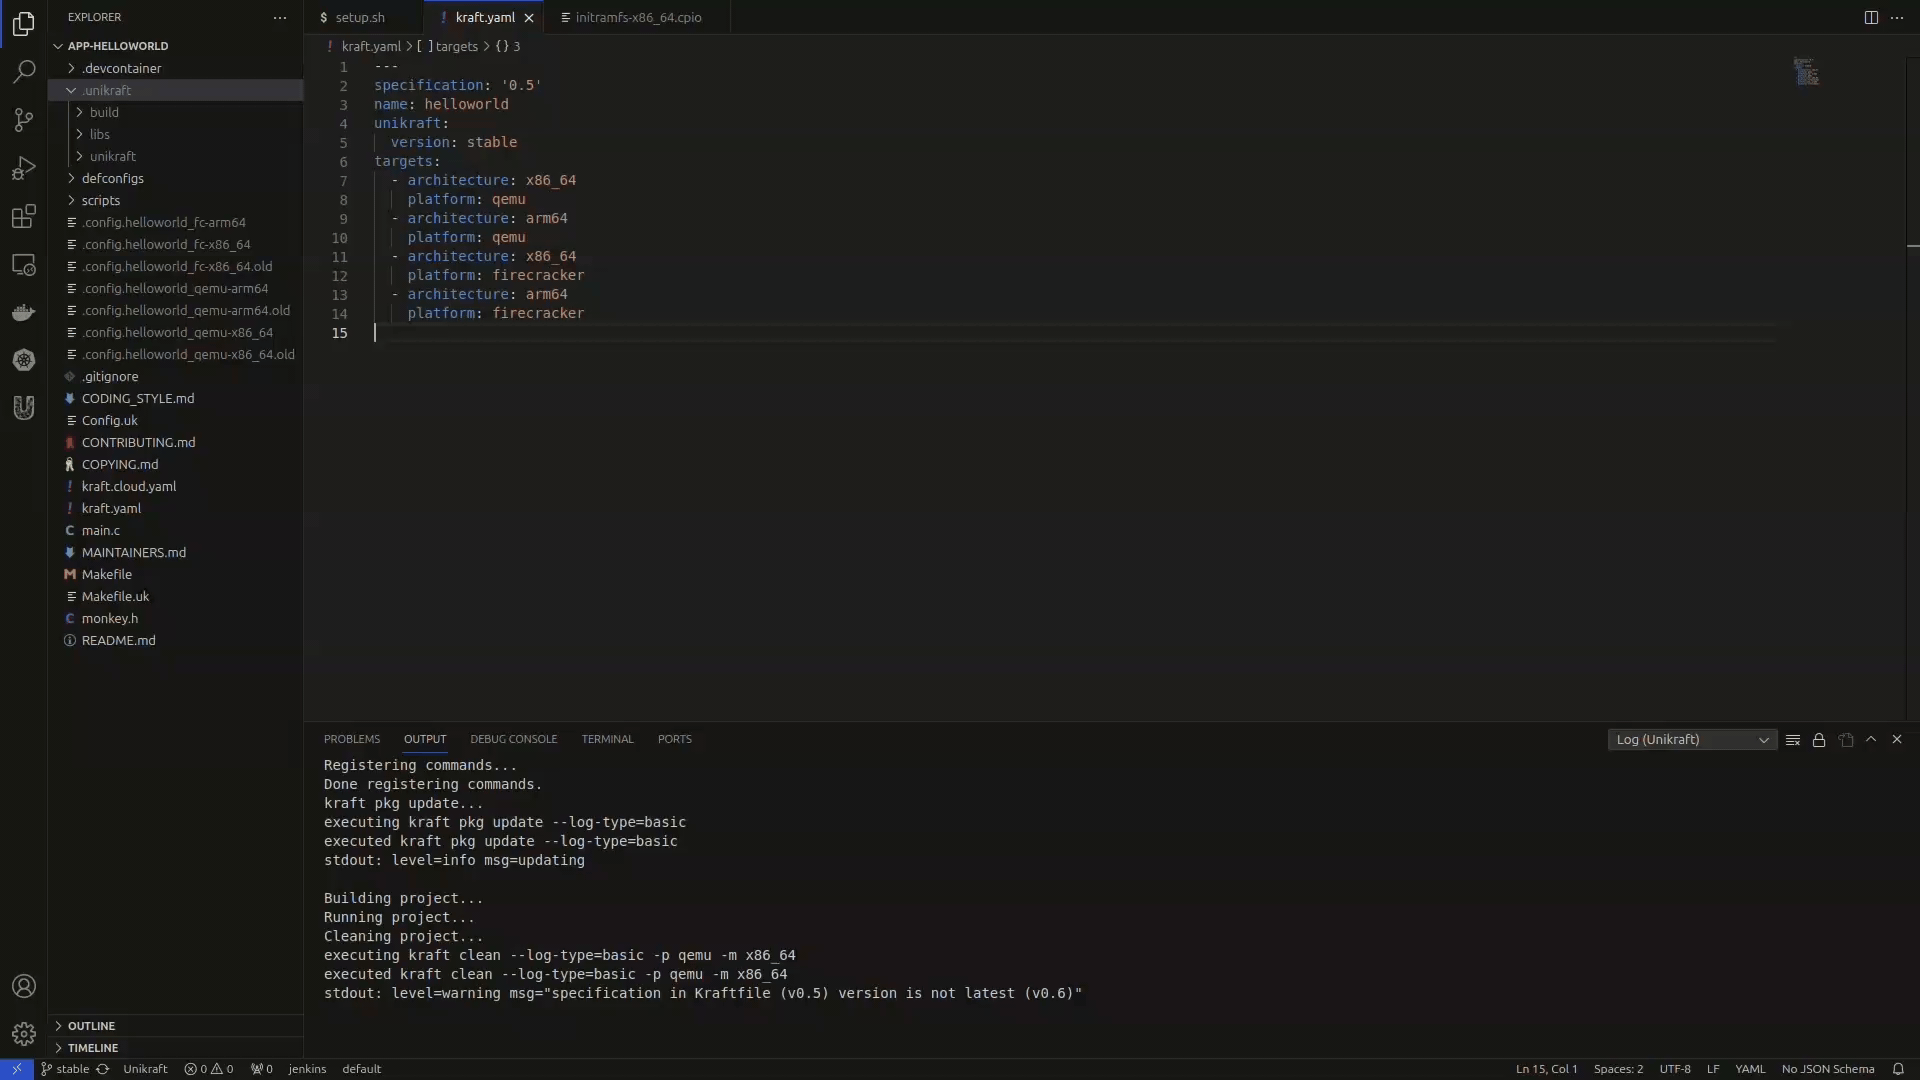 EXPLORER
setup.sh
kraft.yaml
initramfs-x86_64.cpio
APP-HELLOWORLD
.devcontainer
.unikraft
build
libs
unikraft
defconfigs
scripts
.config.helloworld_fc-arm64
.config.helloworld_fc-x86_64
.config.helloworld_fc-x86_64.old
.config.helloworld_qemu-arm64
.config.helloworld_qemu-arm64.old
.config.helloworld_qemu-x86_64
.config.helloworld_qemu-x86_64.old
.gitignore
CODING_STYLE.md
Config.uk
CONTRIBUTING.md
COPYING.md
kraft.cloud.yaml
kraft.yaml
main.c
MAINTAINERS.md
Makefile
Makefile.uk
monkey.h
README.md
OUTLINE
TIMELINE
kraft.yaml > [ ] targets > {} 3
1 ---
2 specification: '0.5'
3 name: helloworld
4 unikraft:
5 version: stable
6 targets:
7 - architecture: x86_64
8 platform: qemu
9 - architecture: arm64
10 platform: qemu
11 - architecture: x86_64
12 platform: firecracker
13 - architecture: arm64
14 platform: firecracker
15
PROBLEMS OUTPUT DEBUG CONSOLE TERMINAL PORTS Log (Unikraft)
Registering commands...
Done registering commands.
kraft pkg update...
executing kraft pkg update --log-type=basic
executed kraft pkg update --log-type=basic
stdout: level=info msg=updating
Building project...
Running project...
Cleaning project...
executing kraft clean --log-type=basic -p qemu -m x86_64
executed kraft clean --log-type=basic -p qemu -m x86_64
stdout: level=warning msg="specification in Kraftfile (v0.5) version is not latest (v0.6)"
stable Unikraft 0 0 0 jenkins default Ln 15, Col 1 Spaces: 2 UTF-8 LF YAML No JSON Schema